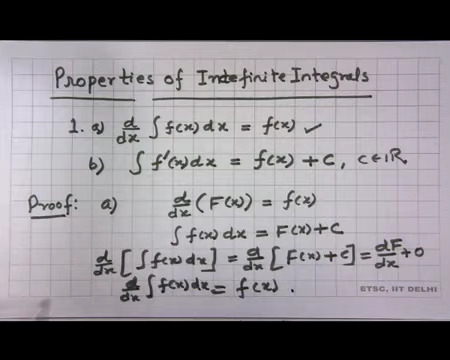 Properties of Indefinite Integrals
1. a) d/dx ∫ f(x) dx = f(x) ✓
b) ∫ f'(x) dx = f(x) + C, C∈ℝ.
Proof: a) d/dx (F(x)) = f(x)
∫ f(x) dx = F(x) + C
d/dx [∫ f(x) dx] = d/dx [F(x) + C] = dF/dx + 0
d/dx ∫ f(x) dx = f(x).
ETSC, IIT DELHI